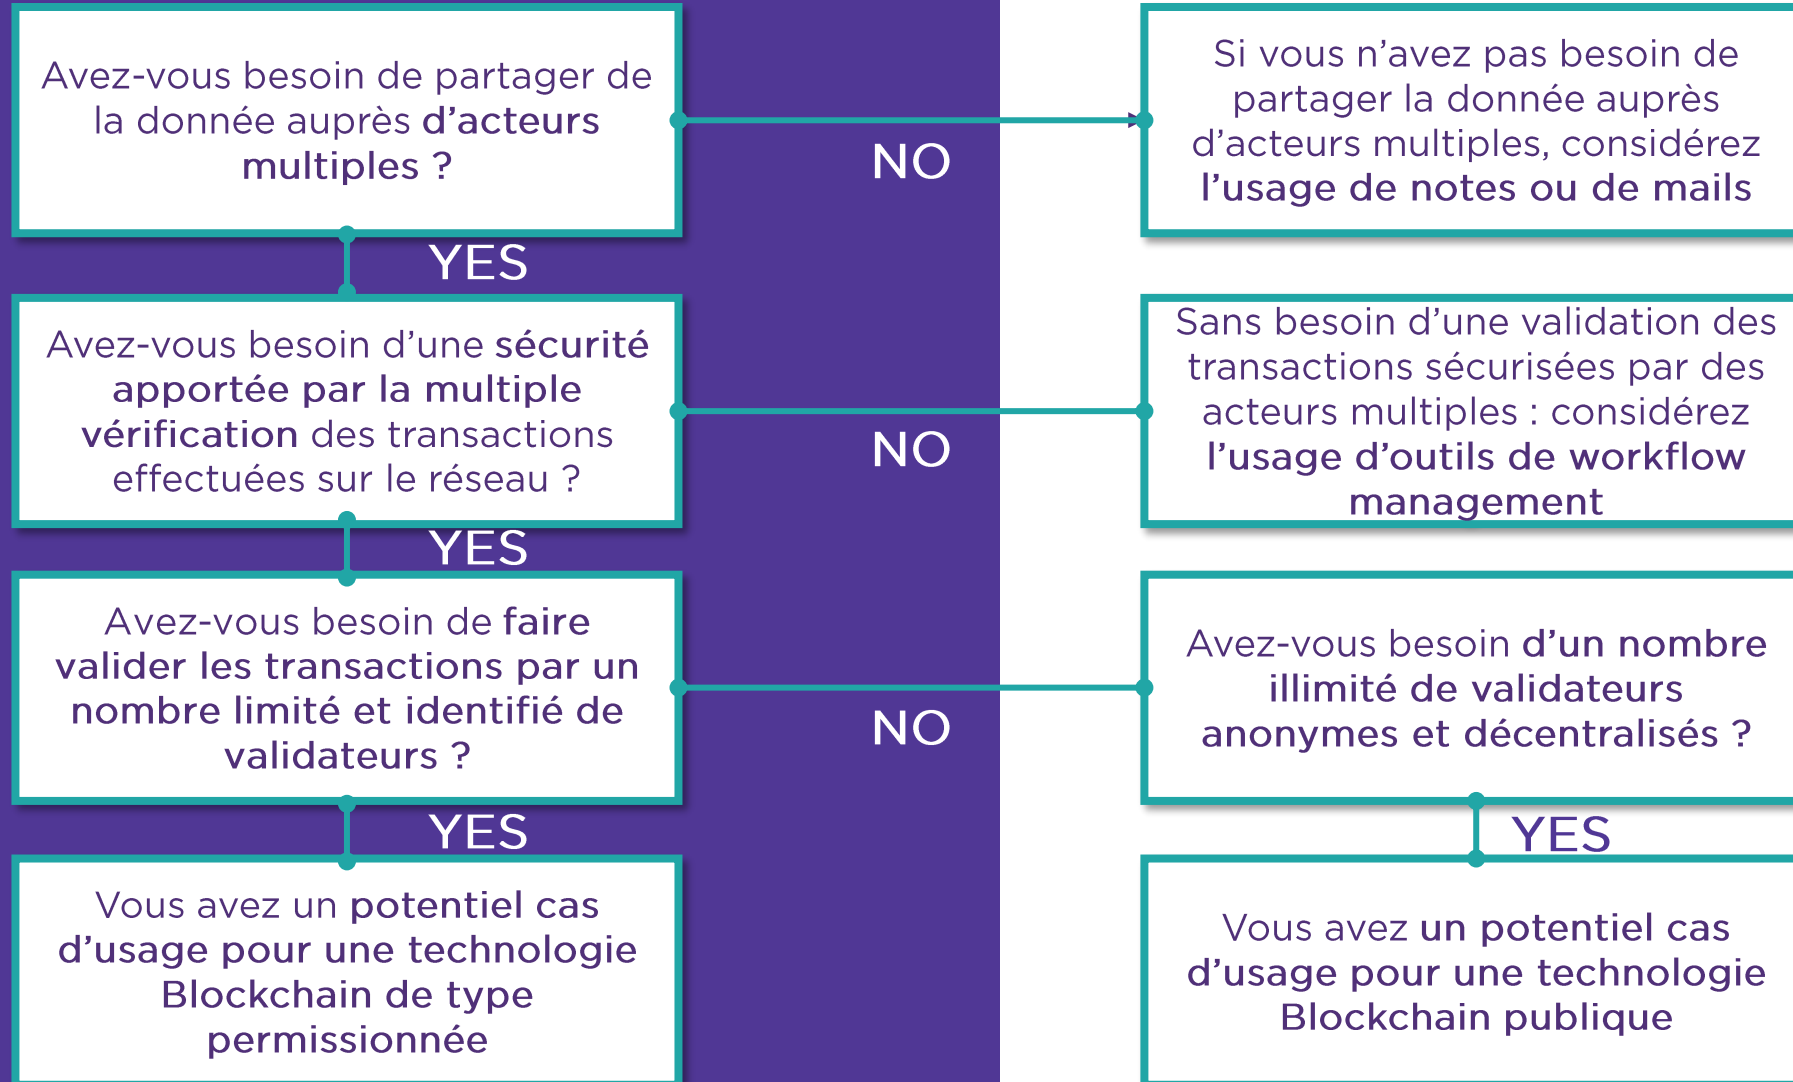 Avez-vous besoin de partager de
la donnée auprès d’acteurs
multiples ?
NO
Si vous n’avez pas besoin de
partager la donnée auprès
d’acteurs multiples, considérez
l’usage de notes ou de mails
YES
Avez-vous besoin d’une sécurité
apportée par la multiple
vérification des transactions
effectuées sur le réseau ?
NO
Sans besoin d’une validation des
transactions sécurisées par des
acteurs multiples : considérez
l’usage d’outils de workflow
management
YES
Avez-vous besoin de faire
valider les transactions par un
nombre limité et identifié de
validateurs ?
NO
Avez-vous besoin d’un nombre
illimité de validateurs
anonymes et décentralisés ?
YES
YES
Vous avez un potentiel cas
d’usage pour une technologie
Blockchain de type
permissionnée
Vous avez un potentiel cas
d’usage pour une technologie
Blockchain publique